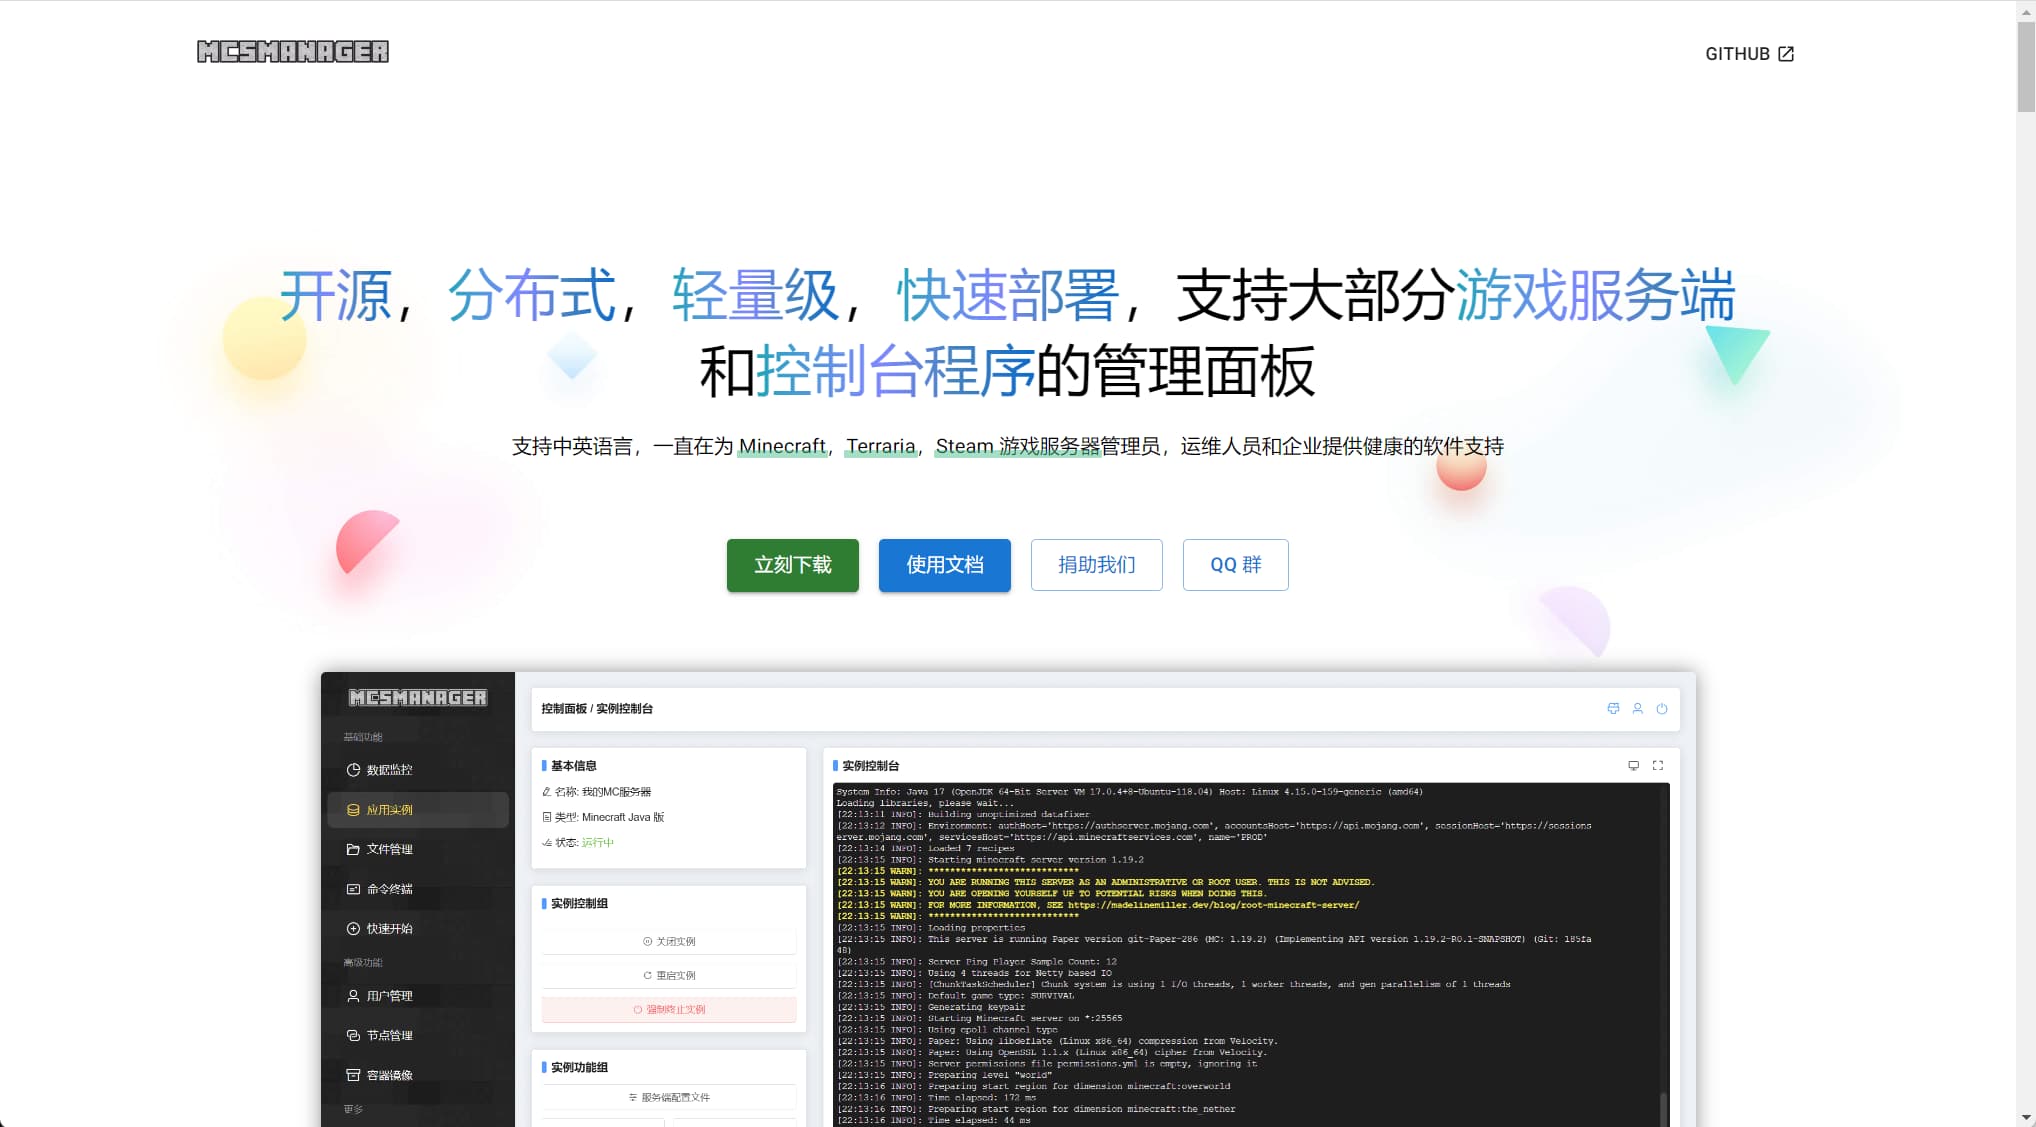 MCSMANAGER
GITHUB
开源，分布式，轻量级，快速部署，支持大部分游戏服务端
和控制台程序的管理面板
支持中英语言，一直在为 Minecraft，Terraria，Steam 游戏服务器管理员，运维人员和企业提供健康的软件支持
立刻下载
使用文档
捐助我们
QQ 群
MCSMANAGER
基础功能
数据监控
应用实例
文件管理
命令终端
快速开始
高级功能
用户管理
节点管理
容器镜像
更多
控制面板 / 实例控制台
基本信息
名称: 我的MC服务器
类型: Minecraft Java 版
状态: 运行中
实例控制组
关闭实例
重启实例
强制终止实例
实例功能组
服务端配置文件
实例控制台
System Info: Java 17 (OpenJDK 64-Bit Server VM 17.0.4+8-Ubuntu-118.04) Host: Linux 4.15.0-159-generic (amd64)
Loading libraries, please wait...
[22:13:11 INFO]: Building unoptimized datafixer
[22:13:12 INFO]: Environment: authHost='https://authserver.mojang.com', accountsHost='https://api.mojang.com', sessionHost='https://sessions
erver.mojang.com', servicesHost='https://api.minecraftservices.com', name='PROD'
[22:13:14 INFO]: Loaded 7 recipes
[22:13:15 INFO]: Starting minecraft server version 1.19.2
[22:13:15 WARN]: ****************************
[22:13:15 WARN]: YOU ARE RUNNING THIS SERVER AS AN ADMINISTRATIVE OR ROOT USER. THIS IS NOT ADVISED.
[22:13:15 WARN]: YOU ARE OPENING YOURSELF UP TO POTENTIAL RISKS WHEN DOING THIS.
[22:13:15 WARN]: FOR MORE INFORMATION, SEE https://madelinemiller.dev/blog/root-minecraft-server/
[22:13:15 WARN]: ****************************
[22:13:15 INFO]: Loading properties
[22:13:15 INFO]: This server is running Paper version git-Paper-286 (MC: 1.19.2) (Implementing API version 1.19.2-R0.1-SNAPSHOT) (Git: 185fa
48)
[22:13:15 INFO]: Server Ping Player Sample Count: 12
[22:13:15 INFO]: Using 4 threads for Netty based IO
[22:13:15 INFO]: [ChunkTaskScheduler] Chunk system is using 1 I/O threads, 1 worker threads, and gen parallelism of 1 threads
[22:13:15 INFO]: Default game type: SURVIVAL
[22:13:15 INFO]: Generating keypair
[22:13:15 INFO]: Starting Minecraft server on *:25565
[22:13:15 INFO]: Using epoll channel type
[22:13:15 INFO]: Paper: Using libdeflate (Linux x86_64) compression from Velocity.
[22:13:15 INFO]: Paper: Using OpenSSL 1.1.x (Linux x86_64) cipher from Velocity.
[22:13:15 INFO]: Server permissions file permissions.yml is empty, ignoring it
[22:13:15 INFO]: Preparing level "world"
[22:13:16 INFO]: Preparing start region for dimension minecraft:overworld
[22:13:16 INFO]: Time elapsed: 172 ms
[22:13:16 INFO]: Preparing start region for dimension minecraft:the_nether
[22:13:16 INFO]: Time elapsed: 44 ms